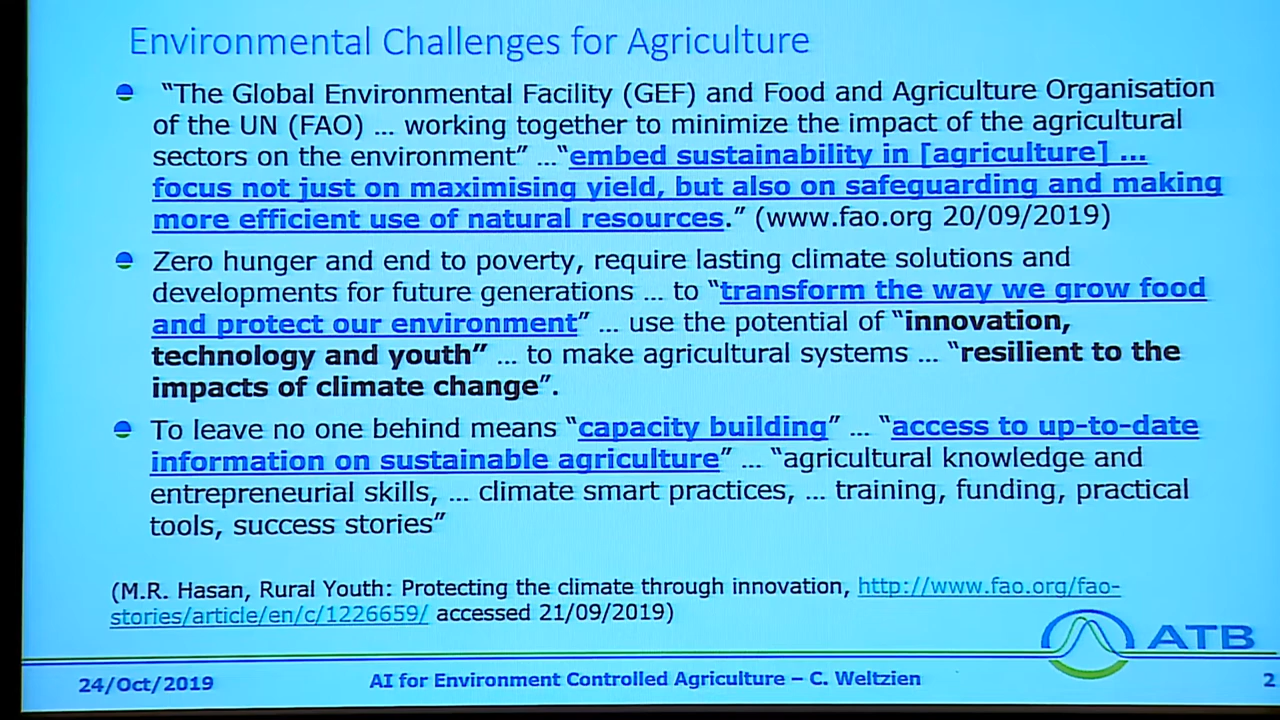 Environmental Challenges for Agriculture
“The Global Environmental Facility (GEF) and Food and Agriculture Organisation
of the UN (FAO) ... working together to minimize the impact of the agricultural
sectors on the environment” ...“embed sustainability in [agriculture] ...
focus not just on maximising yield, but also on safeguarding and making
more efficient use of natural resources.” (www.fao.org 20/09/2019)
Zero hunger and end to poverty, require lasting climate solutions and
developments for future generations ... to “transform the way we grow food
and protect our environment” ... use the potential of “innovation,
technology and youth” ... to make agricultural systems ... “resilient to the
impacts of climate change”.
To leave no one behind means “capacity building” ... “access to up-to-date
information on sustainable agriculture” ... “agricultural knowledge and
entrepreneurial skills, ... climate smart practices, ... training, funding, practical
tools, success stories”
(M.R. Hasan, Rural Youth: Protecting the climate through innovation, http://www.fao.org/fao-
stories/article/en/c/1226659/ accessed 21/09/2019)
ATB
24/Oct/2019 AI for Environment Controlled Agriculture – C. Weltzien 2